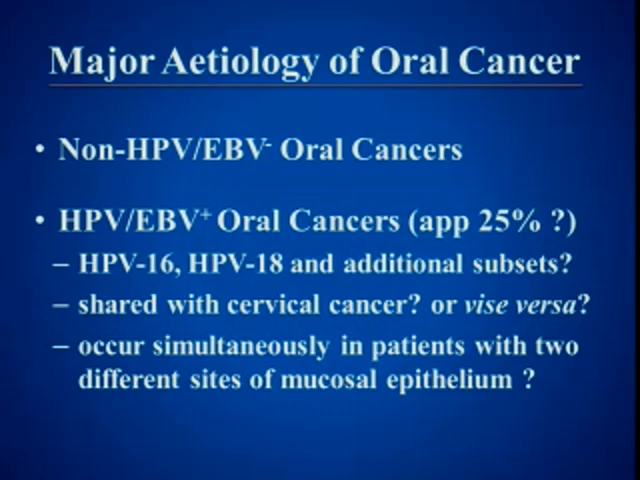 Major Aetiology of Oral Cancer
• Non-HPV/EBV⁻ Oral Cancers
• HPV/EBV⁺ Oral Cancers (app 25% ?)
– HPV-16, HPV-18 and additional subsets?
– shared with cervical cancer? or vise versa?
– occur simultaneously in patients with two
different sites of mucosal epithelium ?